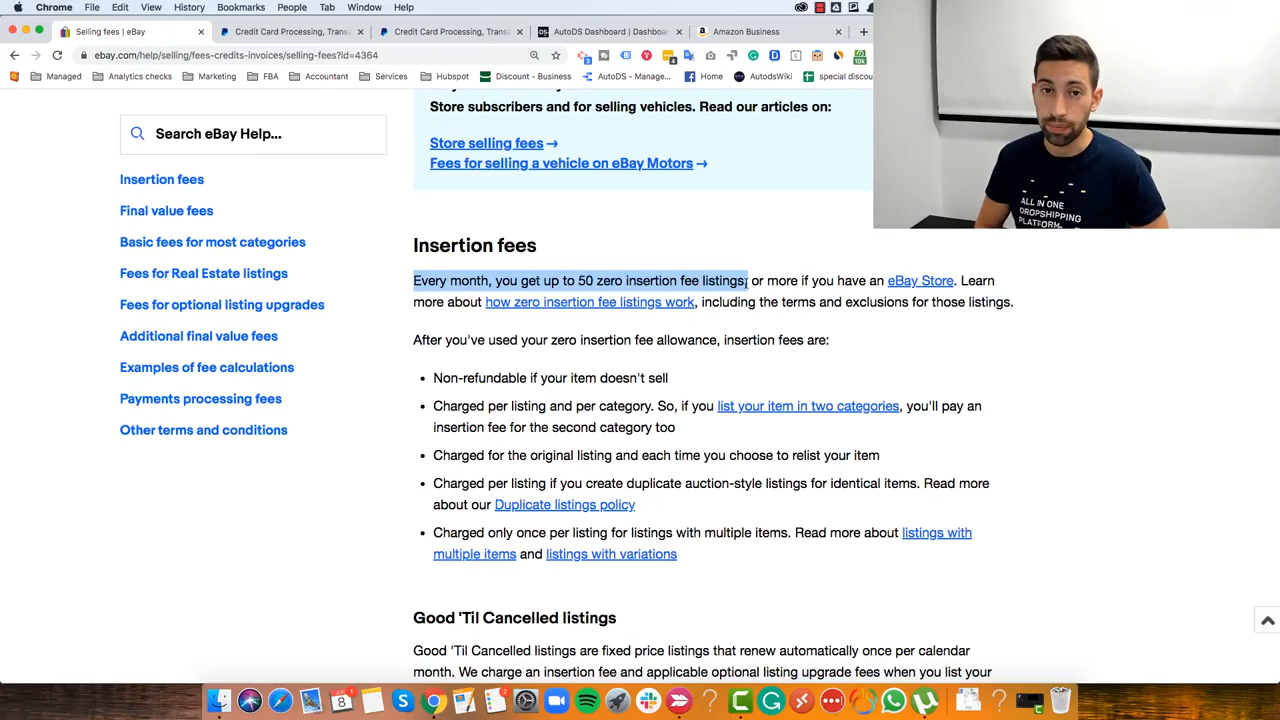 Chrome File Edit View History Bookmarks People Tab Window Help
Selling fees | eBay
Credit Card Processing, Trans
Credit Card Processing, Trans
AutoDS Dashboard | Dashboa
Amazon Business
ebay.com/help/selling/fees-credits-invoices/selling-fees?id=4364
Managed Analytics checks Marketing FBA Accountant Services Hubspot Discount - Business AutoDS - Manage... Home AutodsWiki special discou
Store subscribers and for selling vehicles. Read our articles on:
Store selling fees →
Fees for selling a vehicle on eBay Motors →
ALL IN ONE
DROPSHIPPING
PLATFORM
Search eBay Help...
Insertion fees
Final value fees
Basic fees for most categories
Fees for Real Estate listings
Fees for optional listing upgrades
Additional final value fees
Examples of fee calculations
Payments processing fees
Other terms and conditions
Insertion fees
Every month, you get up to 50 zero insertion fee listings, or more if you have an eBay Store. Learn
more about how zero insertion fee listings work, including the terms and exclusions for those listings.
After you've used your zero insertion fee allowance, insertion fees are:
• Non-refundable if your item doesn't sell
• Charged per listing and per category. So, if you list your item in two categories, you'll pay an
insertion fee for the second category too
• Charged for the original listing and each time you choose to relist your item
• Charged per listing if you create duplicate auction-style listings for identical items. Read more
about our Duplicate listings policy
• Charged only once per listing for listings with multiple items. Read more about listings with
multiple items and listings with variations
Good 'Til Cancelled listings
Good 'Til Cancelled listings are fixed price listings that renew automatically once per calendar
month. We charge an insertion fee and applicable optional listing upgrade fees when you list your